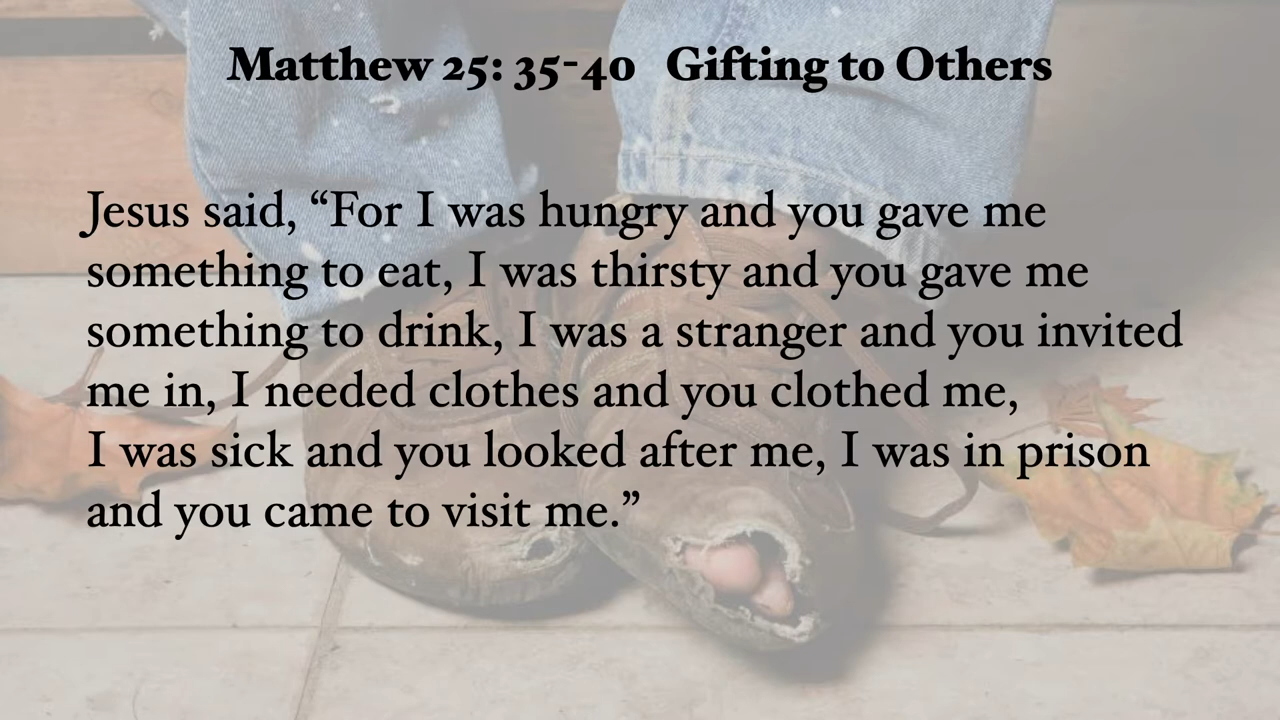 Matthew 25: 35-40 Gifting to Others
Jesus said, “For I was hungry and you gave me
something to eat, I was thirsty and you gave me
something to drink, I was a stranger and you invited
me in, I needed clothes and you clothed me,
I was sick and you looked after me, I was in prison
and you came to visit me.”